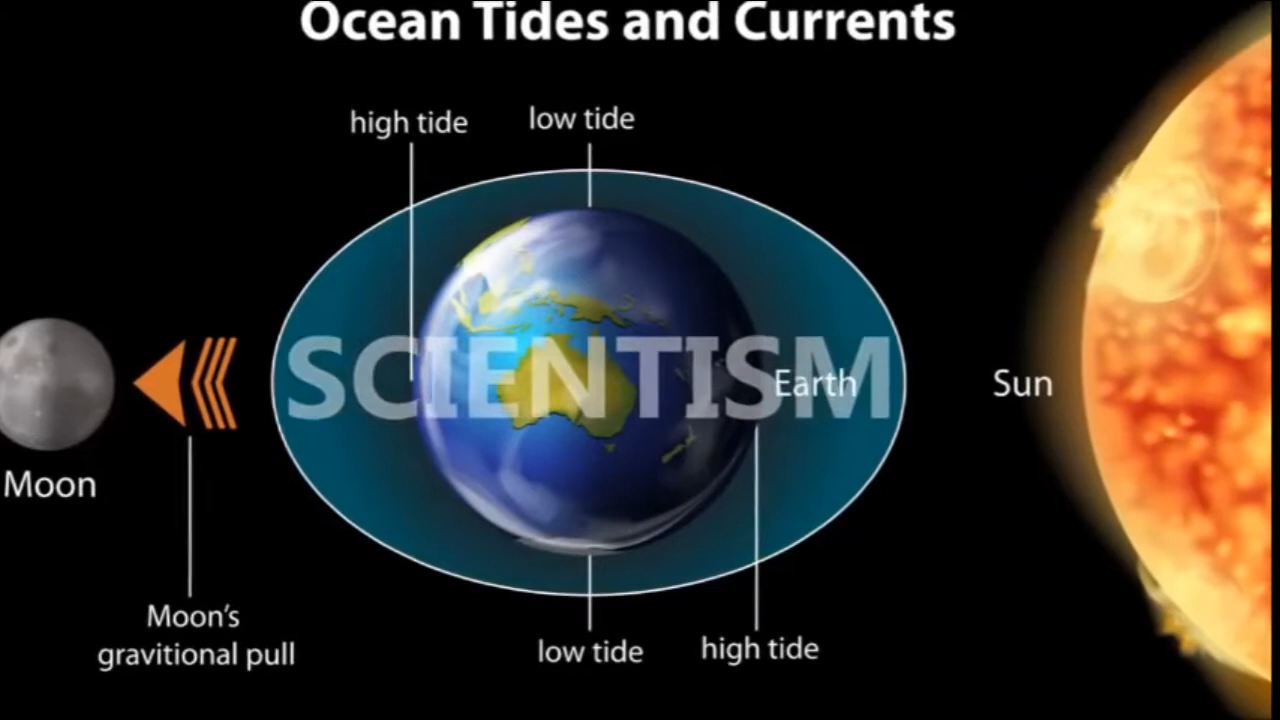 Ocean Tides and Currents
high tide
low tide
SCIENTISM
Earth
Sun
Moon
Moon's
gravitional pull
low tide
high tide